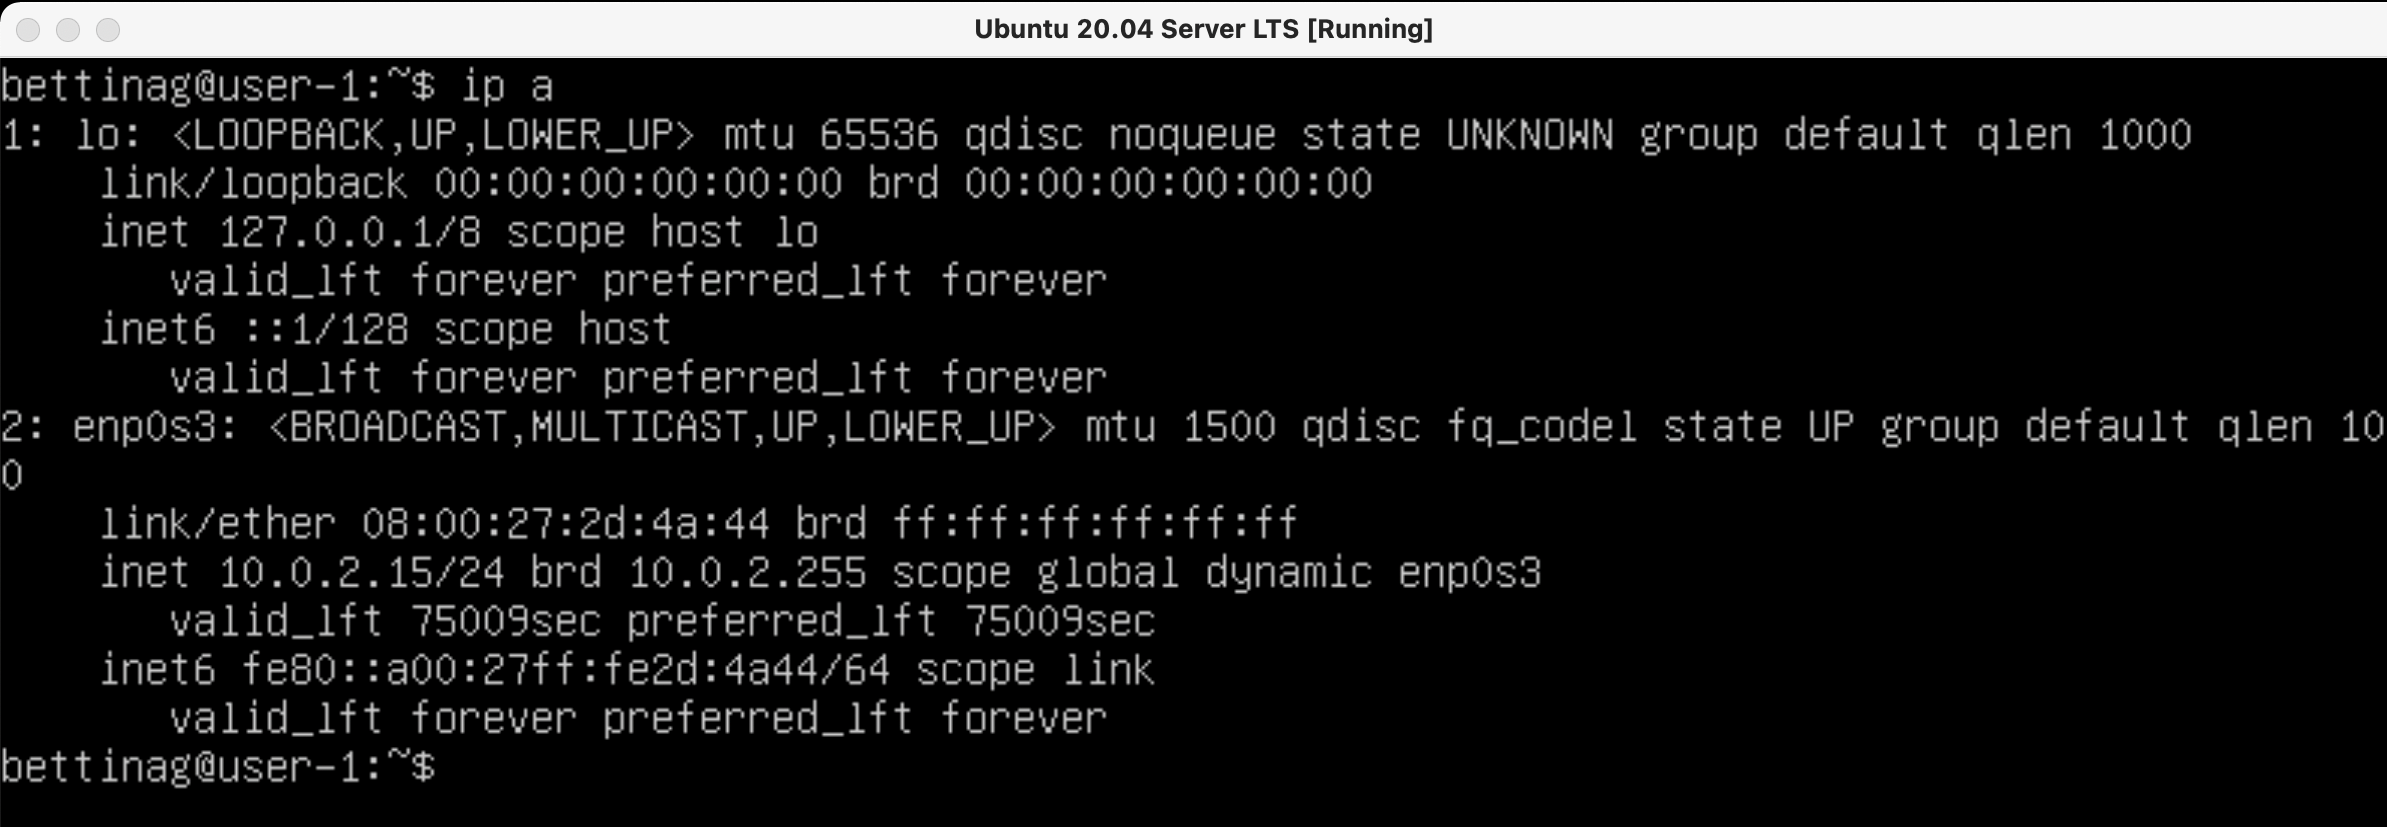 Ubuntu 20.04 Server LTS [Running]
bettinag@user-1:~$ ip a
1: lo: <LOOPBACK,UP,LOWER_UP> mtu 65536 qdisc noqueue state UNKNOWN group default qlen 1000
    link/loopback 00:00:00:00:00:00 brd 00:00:00:00:00:00
    inet 127.0.0.1/8 scope host lo
       valid_lft forever preferred_lft forever
    inet6 ::1/128 scope host
       valid_lft forever preferred_lft forever
2: enp0s3: <BROADCAST,MULTICAST,UP,LOWER_UP> mtu 1500 qdisc fq_codel state UP group default qlen 10
0
    link/ether 08:00:27:2d:4a:44 brd ff:ff:ff:ff:ff:ff
    inet 10.0.2.15/24 brd 10.0.2.255 scope global dynamic enp0s3
       valid_lft 75009sec preferred_lft 75009sec
    inet6 fe80::a00:27ff:fe2d:4a44/64 scope link
       valid_lft forever preferred_lft forever
bettinag@user-1:~$